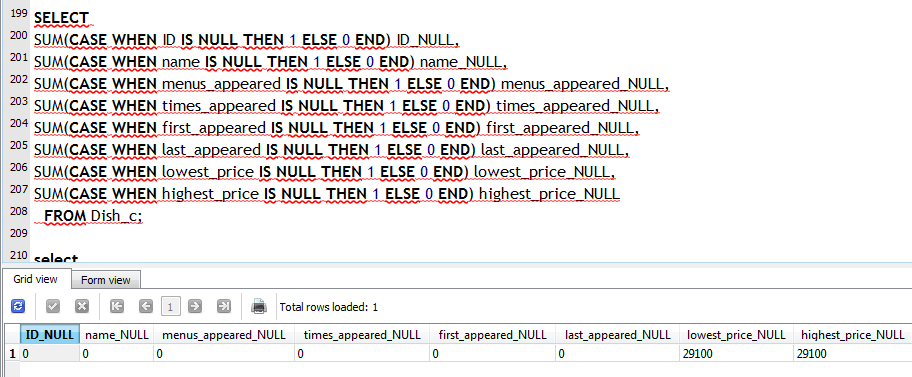 199 SELECT
200 SUM(CASE WHEN ID IS NULL THEN 1 ELSE 0 END) ID_NULL,
201 SUM(CASE WHEN name IS NULL THEN 1 ELSE 0 END) name_NULL,
202 SUM(CASE WHEN menus_appeared IS NULL THEN 1 ELSE 0 END) menus_appeared_NULL,
203 SUM(CASE WHEN times_appeared IS NULL THEN 1 ELSE 0 END) times_appeared_NULL,
204 SUM(CASE WHEN first_appeared IS NULL THEN 1 ELSE 0 END) first_appeared_NULL,
205 SUM(CASE WHEN last_appeared IS NULL THEN 1 ELSE 0 END) last_appeared_NULL,
206 SUM(CASE WHEN lowest_price IS NULL THEN 1 ELSE 0 END) lowest_price_NULL,
207 SUM(CASE WHEN highest_price IS NULL THEN 1 ELSE 0 END) highest_price_NULL
208 FROM Dish_c;
209
210 select
Grid view Form view
1 Total rows loaded: 1
ID_NULL name_NULL menus_appeared_NULL times_appeared_NULL first_appeared_NULL last_appeared_NULL lowest_price_NULL highest_price_NULL
1 0 0 0 0 0 0 29100 29100